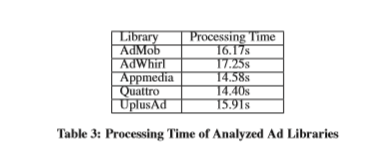 Library Processing Time
AdMob 16.17s
AdWhirl 17.25s
Appmedia 14.58s
Quattro 14.40s
UplusAd 15.91s
Table 3: Processing Time of Analyzed Ad Libraries